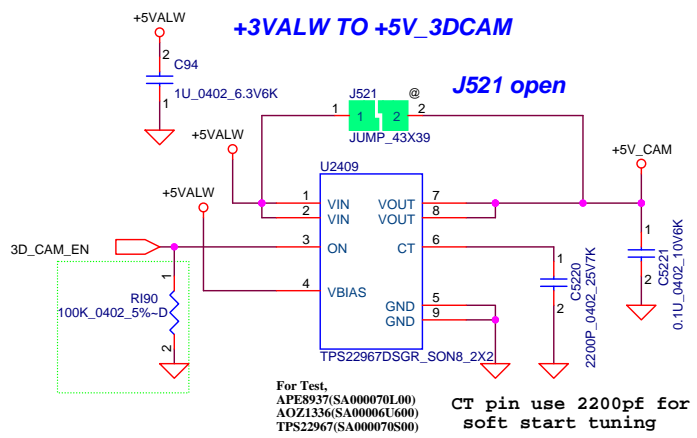 +5VALW
+3VALW TO +5V_3DCAM
2
C94
1U_0402_6.3V6K
1
J521
@
J521 open
1
1
2
2
JUMP_43X39
+5VALW
U2409
+5V_CAM
+5VALW
1
VIN
VOUT
7
2
VIN
VOUT
8
3D_CAM_EN
3
ON
CT
6
1
2
C5221
0.1U_0402_10V6K
1
2
C5220
2200P_0402_25V7K
1
RI90
100K_0402_5%~D
2
4
VBIAS
GND
5
GND
9
TPS22967DSGR_SON8_2X2
For Test,
APE8937(SA000070L00)
AOZ1336(SA00006U600)
TPS22967(SA000070S00)
CT pin use 2200pf for
soft start tuning